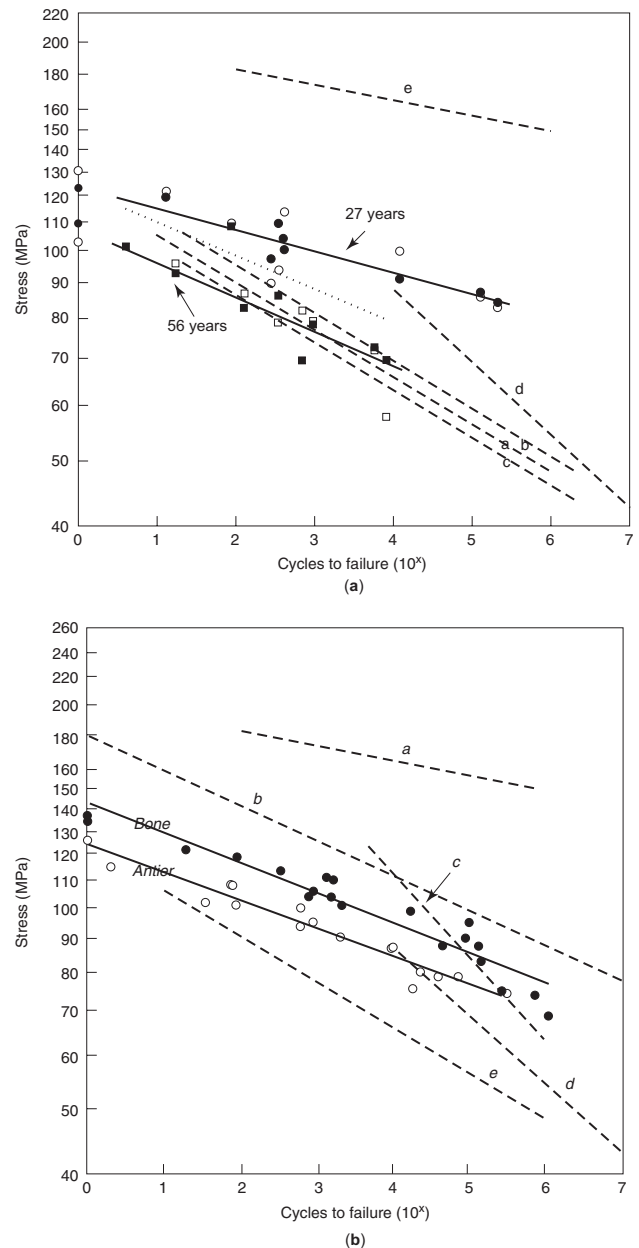 220
200
180
160
150
140
130
120
110
100
90
80
70
60
50
40
Stress (MPa)
e
27 years
56 years
d
a b
c
0 1 2 3 4 5 6 7
Cycles to failure (10ˣ)
(a)
260
240
220
200
180
160
150
140
130
120
110
100
90
80
70
60
50
40
Stress (MPa)
a
b
Bone
c
Antier
e
d
0 1 2 3 4 5 6 7
Cycles to failure (10ˣ)
(b)